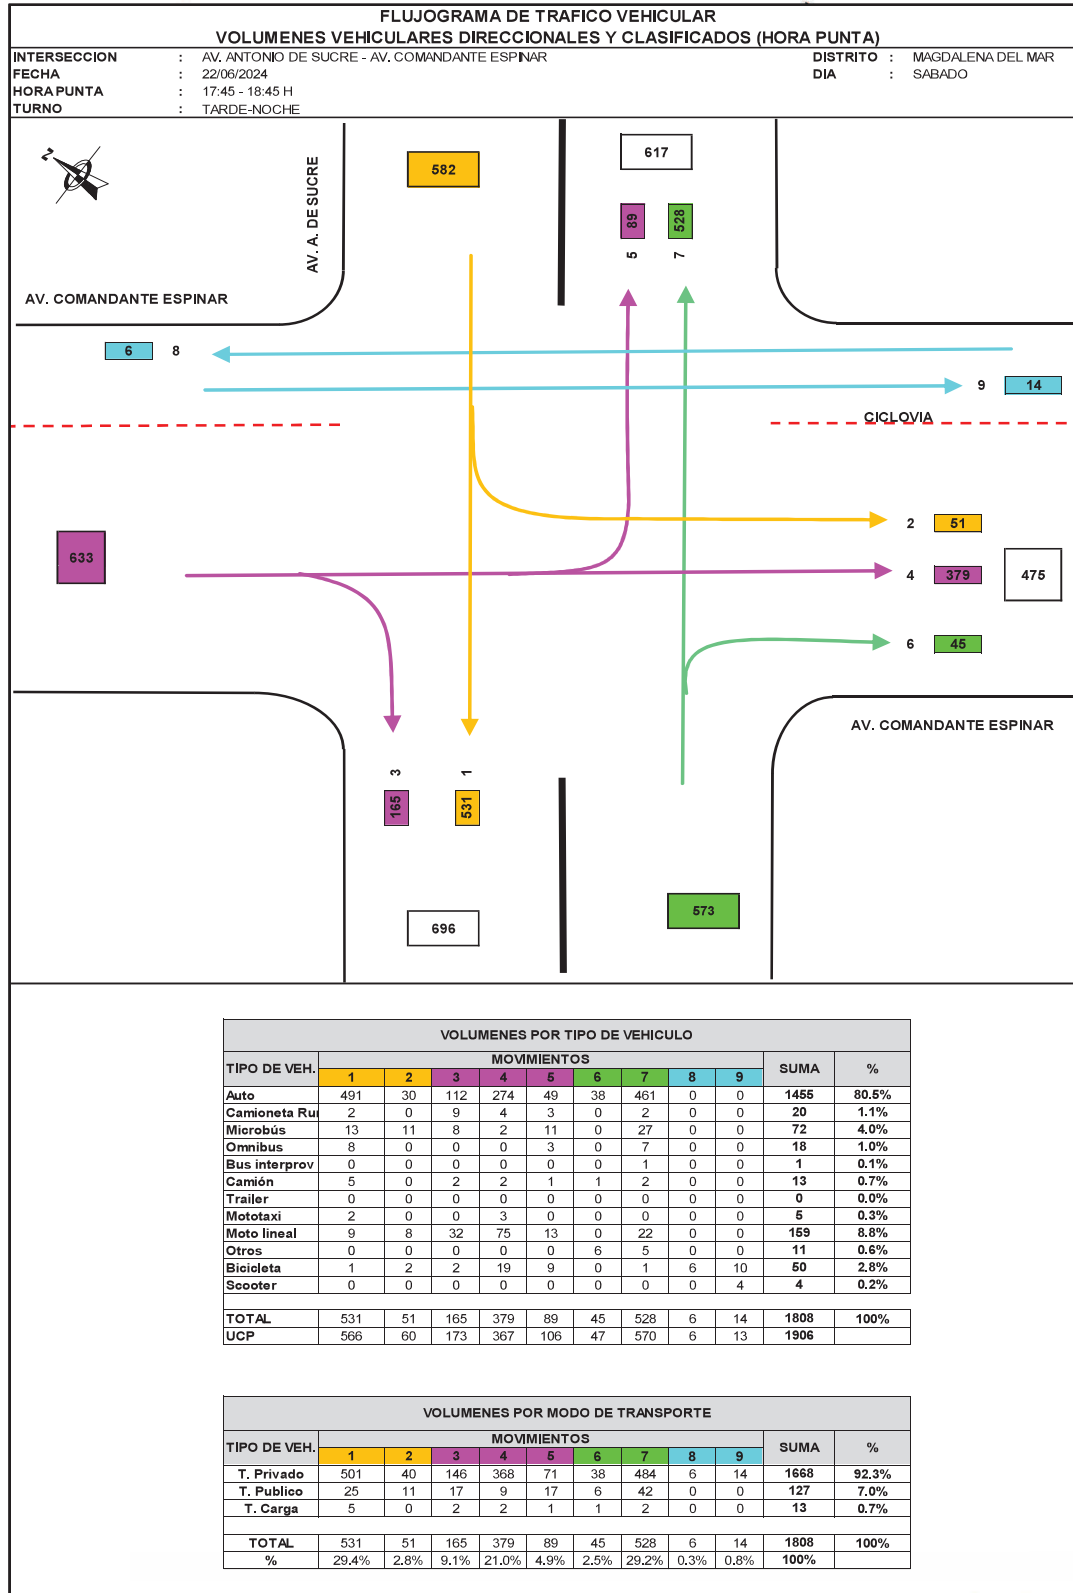 FLUJOGRAMA DE TRAFICO VEHICULAR
VOLUMENES VEHICULARES DIRECCIONALES Y CLASIFICADOS (HORA PUNTA)
INTERSECCION : AV. ANTONIO DE SUCRE - AV. COMANDANTE ESPINAR DISTRITO : MAGDALENA DEL MAR
FECHA : 22/06/2024 DIA : SABADO
HORA PUNTA : 17:45 - 18:45 H
TURNO : TARDE-NOCHE
N
AV. A. DE SUCRE
582
617
89
528
5
7
AV. COMANDANTE ESPINAR
6 8
9 14
CICLOVIA
2 51
633
4 379 475
6 45
AV. COMANDANTE ESPINAR
3
1
165
531
573
696
VOLUMENES POR TIPO DE VEHICULO
TIPO DE VEH. MOVIMIENTOS SUMA %
1 2 3 4 5 6 7 8 9
Auto 491 30 112 274 49 38 461 0 0 1455 80.5%
Camioneta Rur 2 0 9 4 3 0 2 0 0 20 1.1%
Microbús 13 11 8 2 11 0 27 0 0 72 4.0%
Omnibus 8 0 0 0 3 0 7 0 0 18 1.0%
Bus interprov 0 0 0 0 0 0 1 0 0 1 0.1%
Camión 5 0 2 2 1 1 2 0 0 13 0.7%
Trailer 0 0 0 0 0 0 0 0 0 0 0.0%
Mototaxi 2 0 0 3 0 0 0 0 0 5 0.3%
Moto lineal 9 8 32 75 13 0 22 0 0 159 8.8%
Otros 0 0 0 0 0 6 5 0 0 11 0.6%
Bicicleta 1 2 2 19 9 0 1 6 10 50 2.8%
Scooter 0 0 0 0 0 0 0 0 4 4 0.2%
TOTAL 531 51 165 379 89 45 528 6 14 1808 100%
UCP 566 60 173 367 106 47 570 6 13 1906
VOLUMENES POR MODO DE TRANSPORTE
TIPO DE VEH. MOVIMIENTOS SUMA %
1 2 3 4 5 6 7 8 9
T. Privado 501 40 146 368 71 38 484 6 14 1668 92.3%
T. Publico 25 11 17 9 17 6 42 0 0 127 7.0%
T. Carga 5 0 2 2 1 1 2 0 0 13 0.7%
TOTAL 531 51 165 379 89 45 528 6 14 1808 100%
% 29.4% 2.8% 9.1% 21.0% 4.9% 2.5% 29.2% 0.3% 0.8% 100%